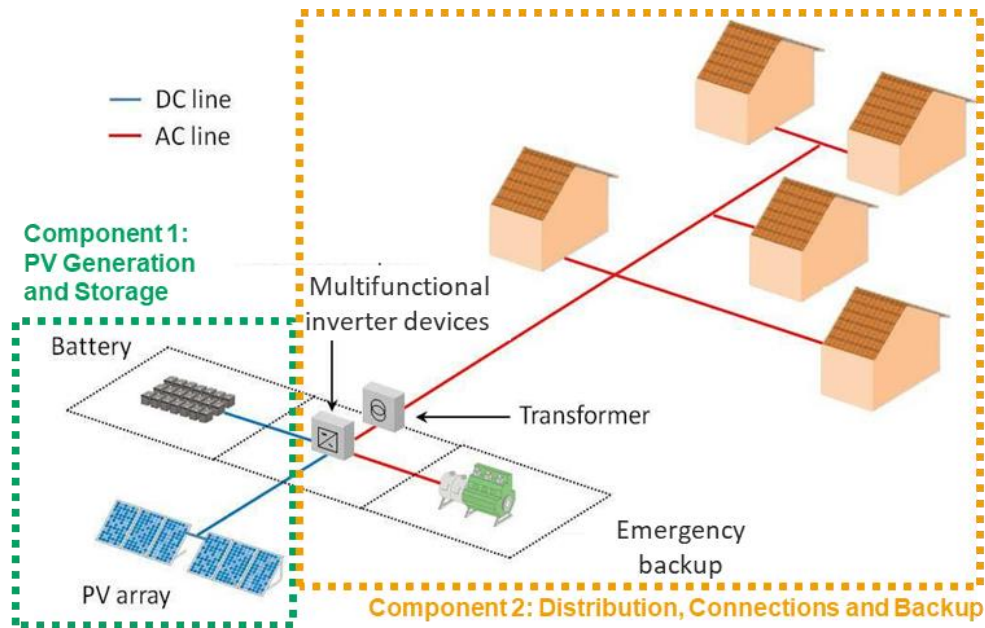 DC line
AC line
Component 1:
PV Generation
and Storage
Multifunctional
inverter devices
Battery
Transformer
Emergency
backup
PV array
Component 2: Distribution, Connections and Backup